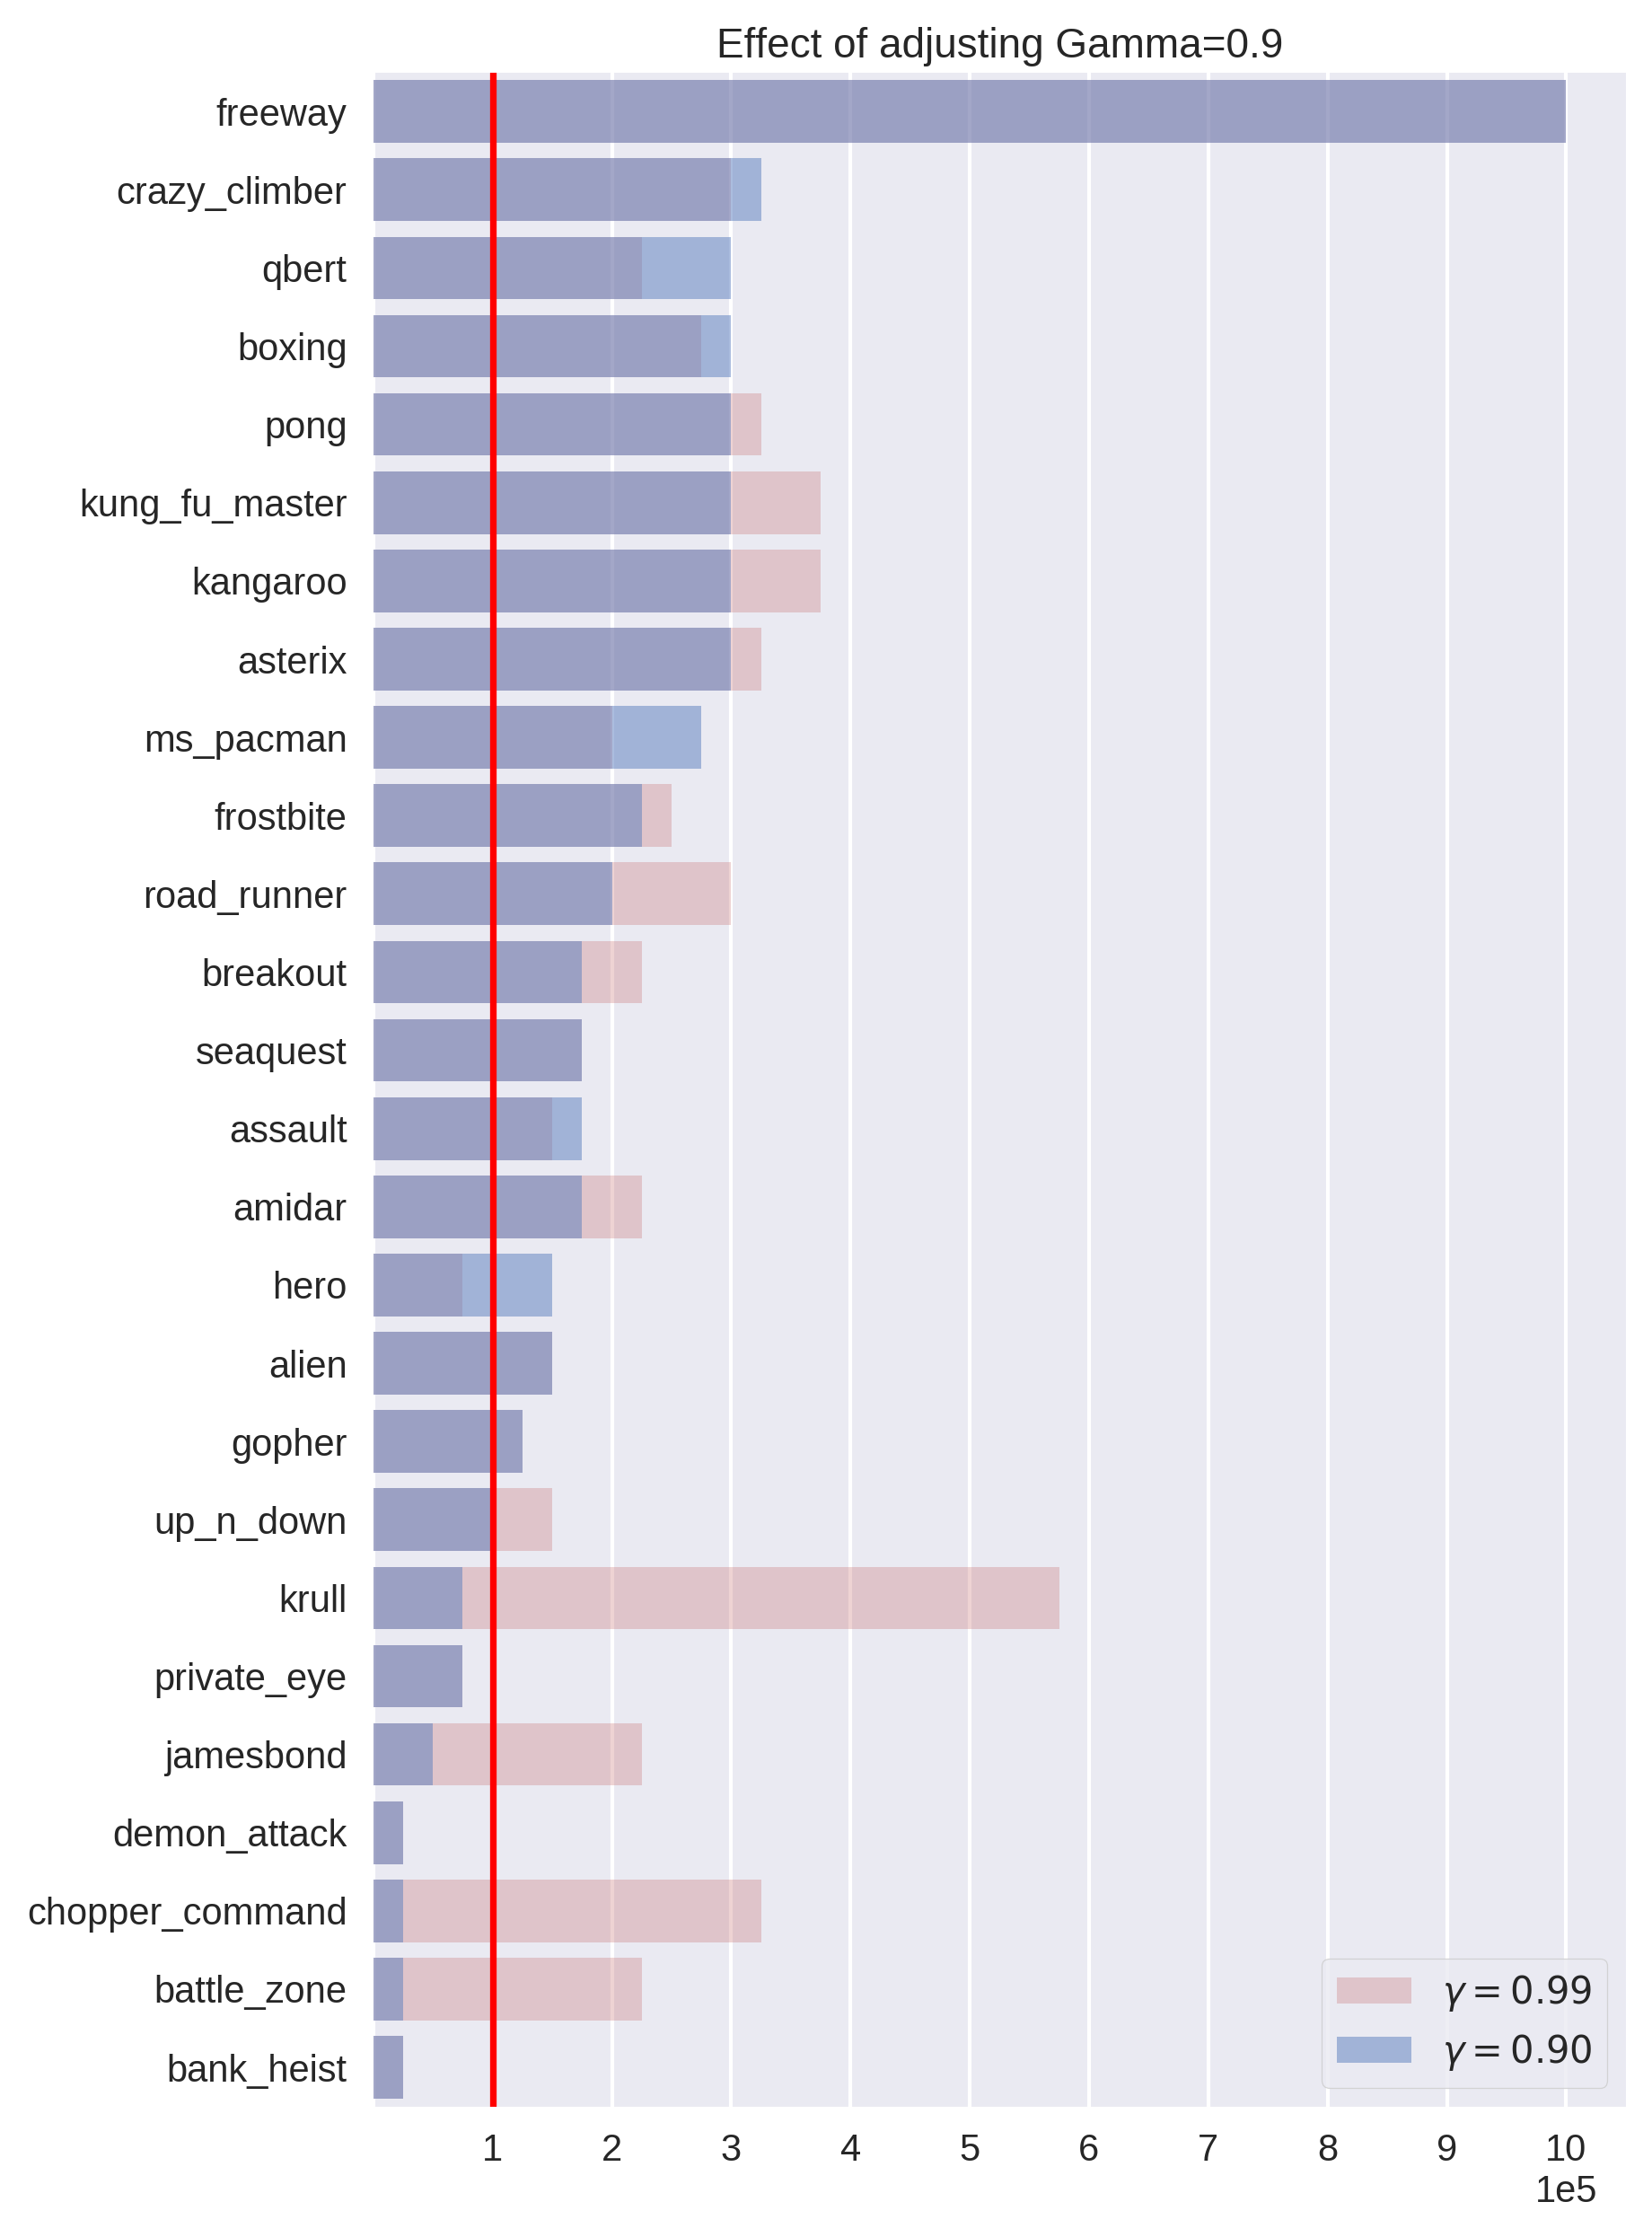 Effect of adjusting Gamma=0.9
freeway
crazy_climber
qbert
boxing
pong
kung_fu_master
kangaroo
asterix
ms_pacman
frostbite
road_runner
breakout
seaquest
assault
amidar
hero
alien
gopher
up_n_down
krull
private_eye
jamesbond
demon_attack
chopper_command
battle_zone
bank_heist
γ = 0.99
γ = 0.90
1 2 3 4 5 6 7 8 9 10
1e5